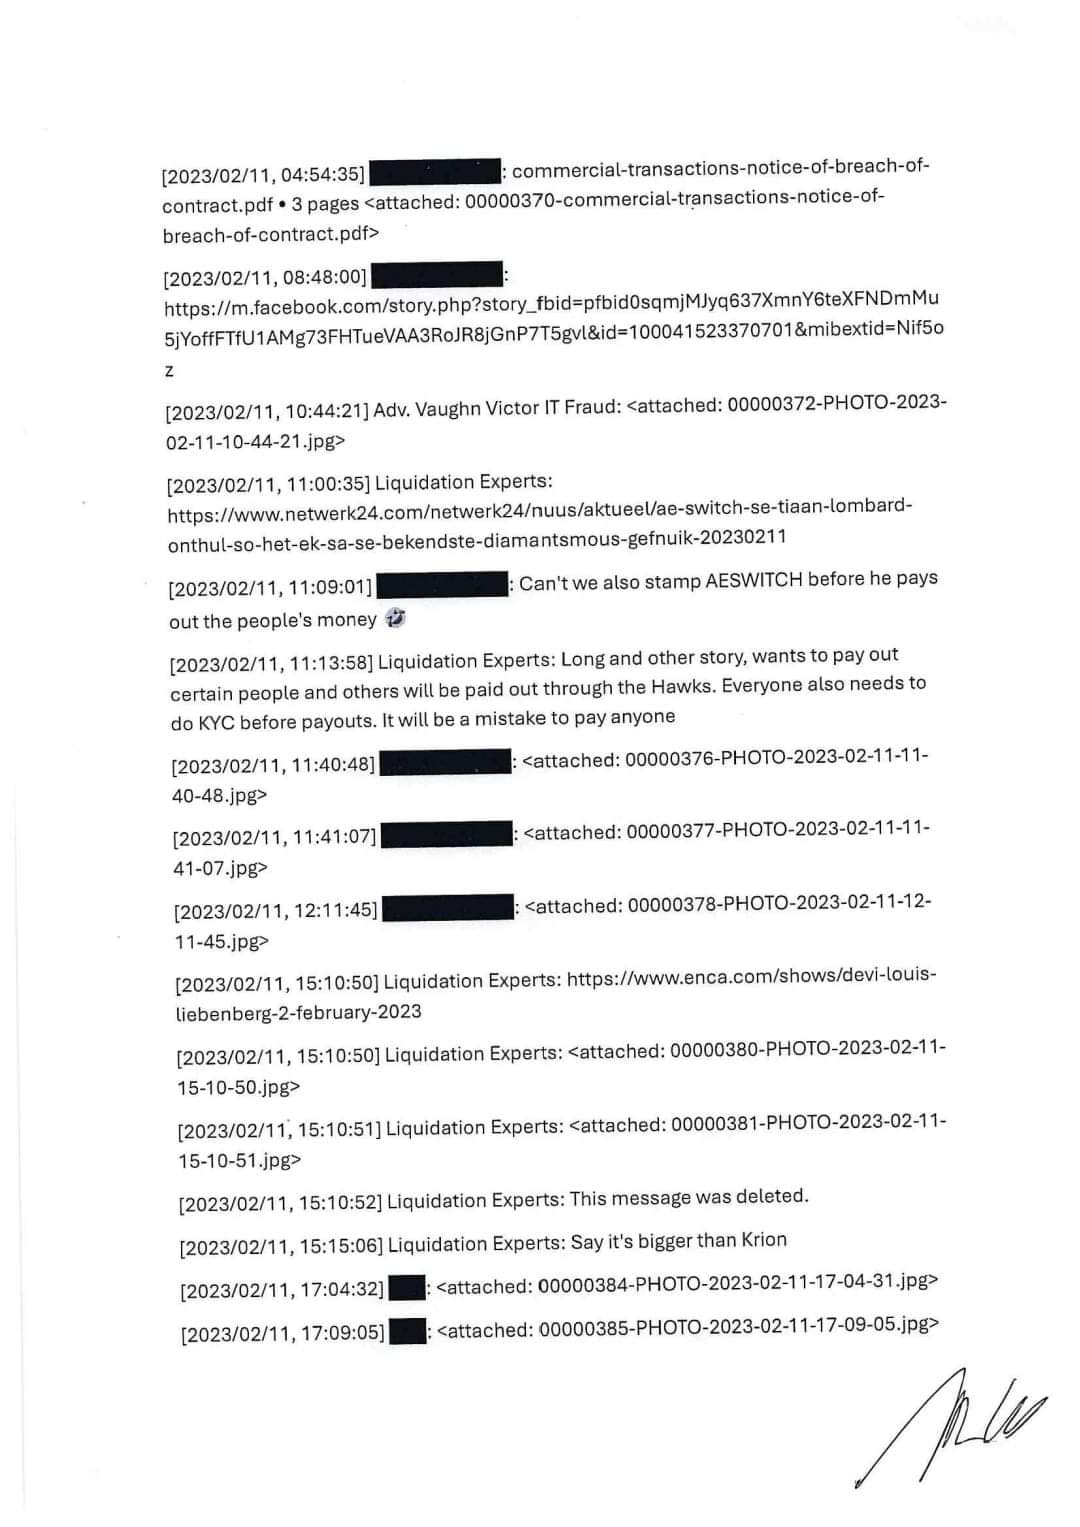 [2023/02/11, 04:54:35] : commercial-transactions-notice-of-breach-of-
contract.pdf • 3 pages <attached: 00000370-commercial-transactions-notice-of-
breach-of-contract.pdf>
[2023/02/11, 08:48:00] :
https://m.facebook.com/story.php?story_fbid=pfbid0sqmjMJyq637XmnY6teXFNDmMu
5jYoffFTfU1AMg73FHTueVAA3RoJR8jGnP7T5gvl&id=100041523370701&mibextid=Nif5o
z
[2023/02/11, 10:44:21] Adv. Vaughn Victor IT Fraud: <attached: 00000372-PHOTO-2023-
02-11-10-44-21.jpg>
[2023/02/11, 11:00:35] Liquidation Experts:
https://www.netwerk24.com/netwerk24/nuus/aktueel/ae-switch-se-tiaan-lombard-
onthul-so-het-ek-sa-se-bekendste-diamantsmous-gefnuik-20230211
[2023/02/11, 11:09:01] : Can't we also stamp AESWITCH before he pays
out the people's money 🤣
[2023/02/11, 11:13:58] Liquidation Experts: Long and other story, wants to pay out
certain people and others will be paid out through the Hawks. Everyone also needs to
do KYC before payouts. It will be a mistake to pay anyone
[2023/02/11, 11:40:48] : <attached: 00000376-PHOTO-2023-02-11-11-
40-48.jpg>
[2023/02/11, 11:41:07] : <attached: 00000377-PHOTO-2023-02-11-11-
41-07.jpg>
[2023/02/11, 12:11:45] : <attached: 00000378-PHOTO-2023-02-11-12-
11-45.jpg>
[2023/02/11, 15:10:50] Liquidation Experts: https://www.enca.com/shows/devi-louis-
liebenberg-2-february-2023
[2023/02/11, 15:10:50] Liquidation Experts: <attached: 00000380-PHOTO-2023-02-11-
15-10-50.jpg>
[2023/02/11, 15:10:51] Liquidation Experts: <attached: 00000381-PHOTO-2023-02-11-
15-10-51.jpg>
[2023/02/11, 15:10:52] Liquidation Experts: This message was deleted.
[2023/02/11, 15:15:06] Liquidation Experts: Say it's bigger than Krion
[2023/02/11, 17:04:32] : <attached: 00000384-PHOTO-2023-02-11-17-04-31.jpg>
[2023/02/11, 17:09:05] : <attached: 00000385-PHOTO-2023-02-11-17-09-05.jpg>